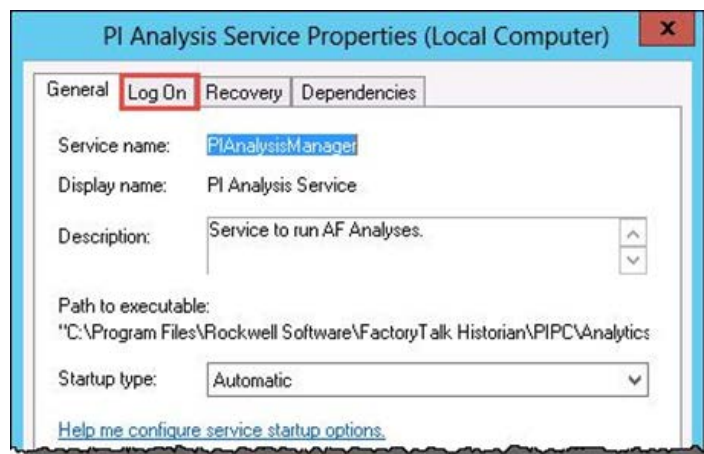 PI Analysis Service Properties (Local Computer)
x
General Log On Recovery Dependencies
Service name: PIAnalysisManager
Display name: PI Analysis Service
Description: Service to run AF Analyses.
Path to executable:
"C:\Program Files\Rockwell Software\FactoryTalk Historian\PIPC\Analytics
Startup type: Automatic
Help me configure service startup options.